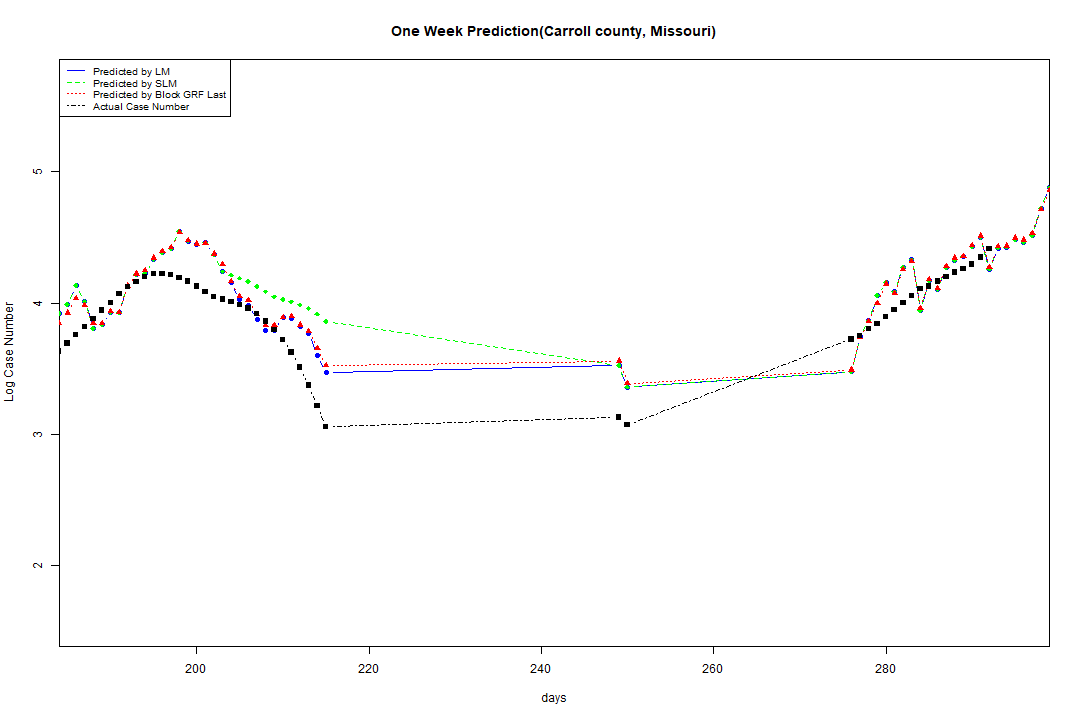 One Week Prediction(Carroll county, Missouri)
Predicted by LM
Predicted by SLM
Predicted by Block GRF Last
Actual Case Number
5
4
3
2
Log Case Number
200 220 240 260 280
days